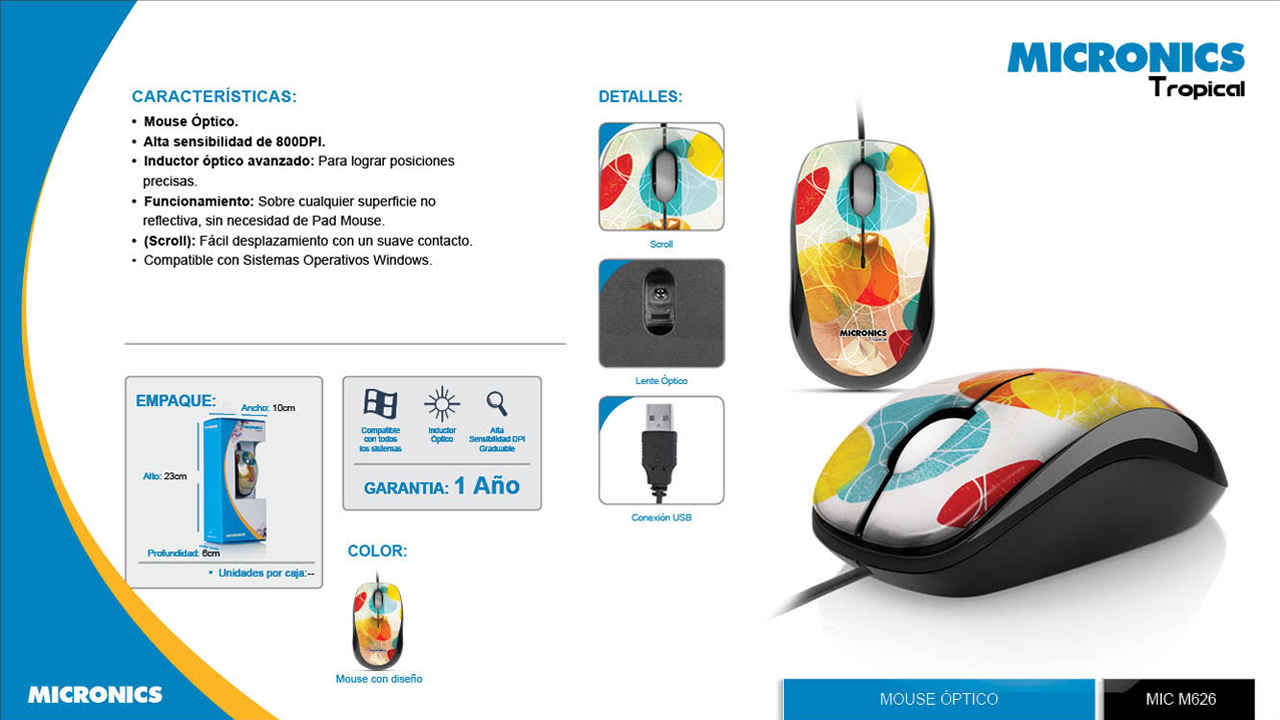 MICRONICS
Tropical
CARACTERÍSTICAS:
• Mouse Óptico.
• Alta sensibilidad de 800DPI.
• Inductor óptico avanzado: Para lograr posiciones
precisas.
• Funcionamiento: Sobre cualquier superficie no
reflectiva, sin necesidad de Pad Mouse.
• (Scroll): Fácil desplazamiento con un suave contacto.
• Compatible con Sistemas Operativos Windows.
DETALLES:
Scroll
Lente Óptico
Conexión USB
MICRONICS
Tropical
EMPAQUE:
Ancho: 10cm
Alto: 23cm
Profundidad: 6cm
• Unidades por caja:--
Compatible
con todos
los sistemas
Inductor
Óptico
Alta
Sensibilidad DPI
Graduable
GARANTIA: 1 Año
COLOR:
Mouse con diseño
MICRONICS
MOUSE ÓPTICO
MIC M626